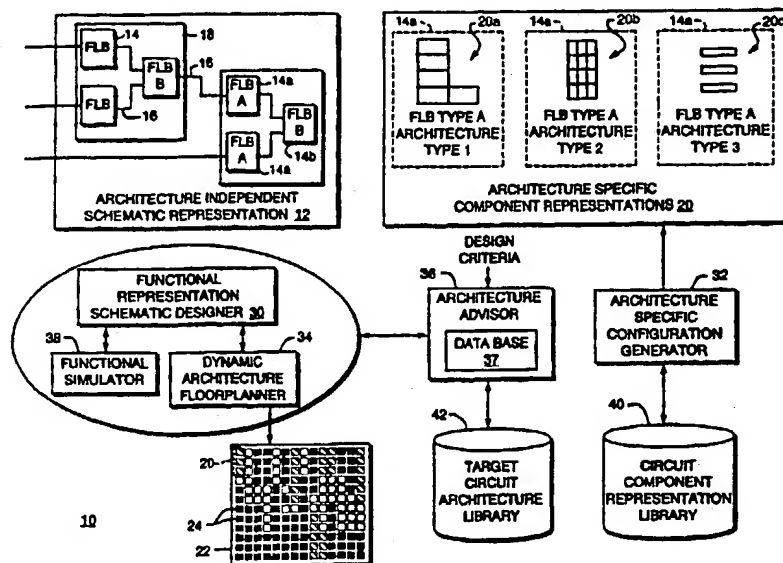 14
18
FLB
FLB
B
16
14a
FLB
A
FLB
B
FLB
16
FLB
A
14b
14a
ARCHITECTURE INDEPENDENT
SCHEMATIC REPRESENTATION 12
14a
20a
14a
20b
14a
20c
FLB TYPE A
ARCHITECTURE
TYPE 1
FLB TYPE A
ARCHITECTURE
TYPE 2
FLB TYPE A
ARCHITECTURE
TYPE 3
ARCHITECTURE SPECIFIC
COMPONENT REPRESENTATIONS 20
FUNCTIONAL
REPRESENTATION
SCHEMATIC DESIGNER 30
38
34
FUNCTIONAL
SIMULATOR
DYNAMIC
ARCHITECTURE
FLOORPLANNER
DESIGN
CRITERIA
36
ARCHITECTURE
ADVISOR
DATA BASE
37
32
ARCHITECTURE
SPECIFIC
CONFIGURATION
GENERATOR
42
TARGET
CIRCUIT
ARCHITECTURE
LIBRARY
40
CIRCUIT
COMPONENT
REPRESENTATION
LIBRARY
20
24
22
10